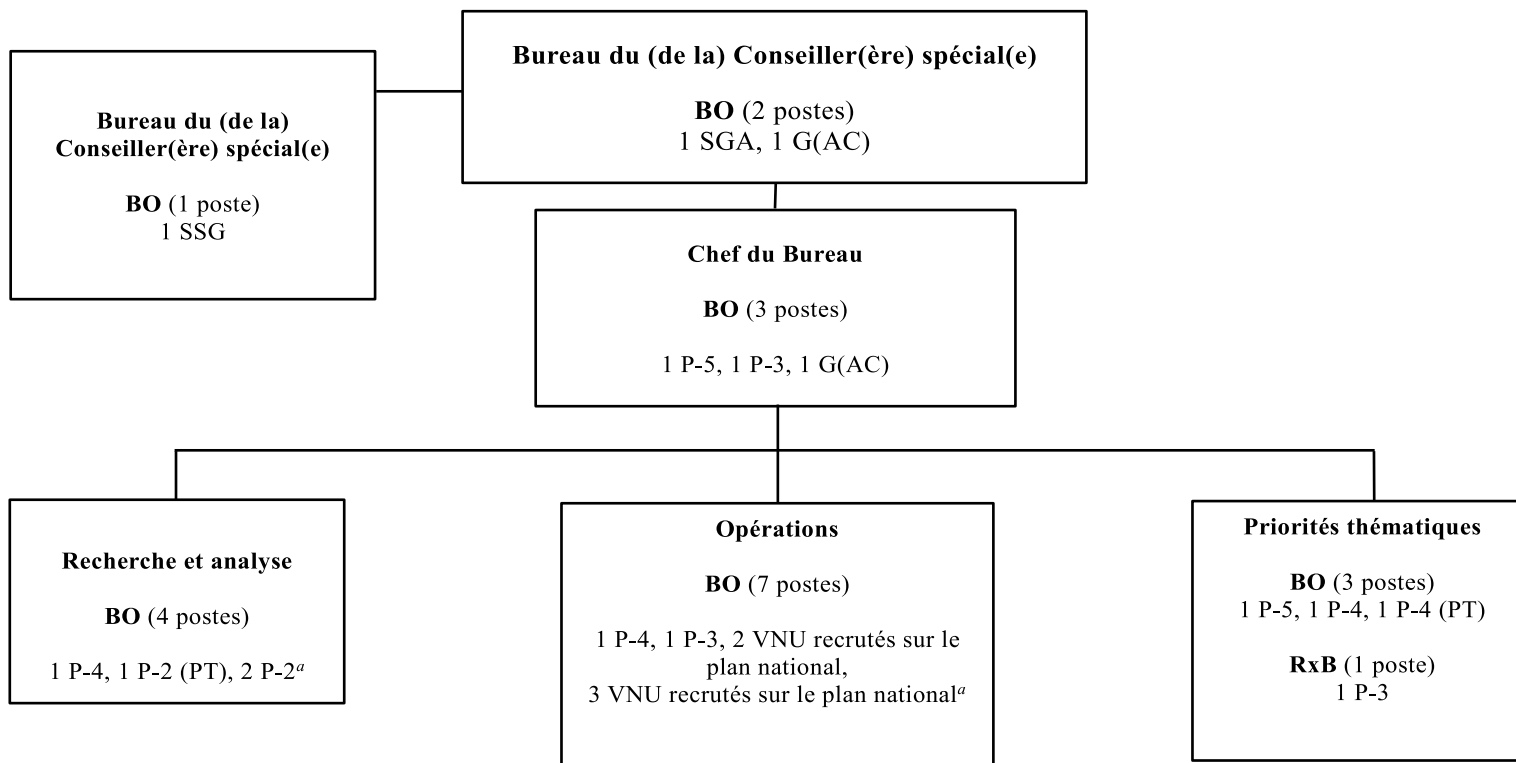 Bureau du (de la) Conseiller(ère) spécial(e)
BO (2 postes)
1 SGA, 1 G(AC)
Bureau du (de la)
Conseiller(ère) spécial(e)
BO (1 poste)
1 SSG
Chef du Bureau
BO (3 postes)
1 P-5, 1 P-3, 1 G(AC)
Recherche et analyse
BO (4 postes)
1 P-4, 1 P-2 (PT), 2 P-2a
Opérations
BO (7 postes)
1 P-4, 1 P-3, 2 VNU recrutés sur le
plan national,
3 VNU recrutés sur le plan nationala
Priorités thématiques
BO (3 postes)
1 P-5, 1 P-4, 1 P-4 (PT)
RxB (1 poste)
1 P-3